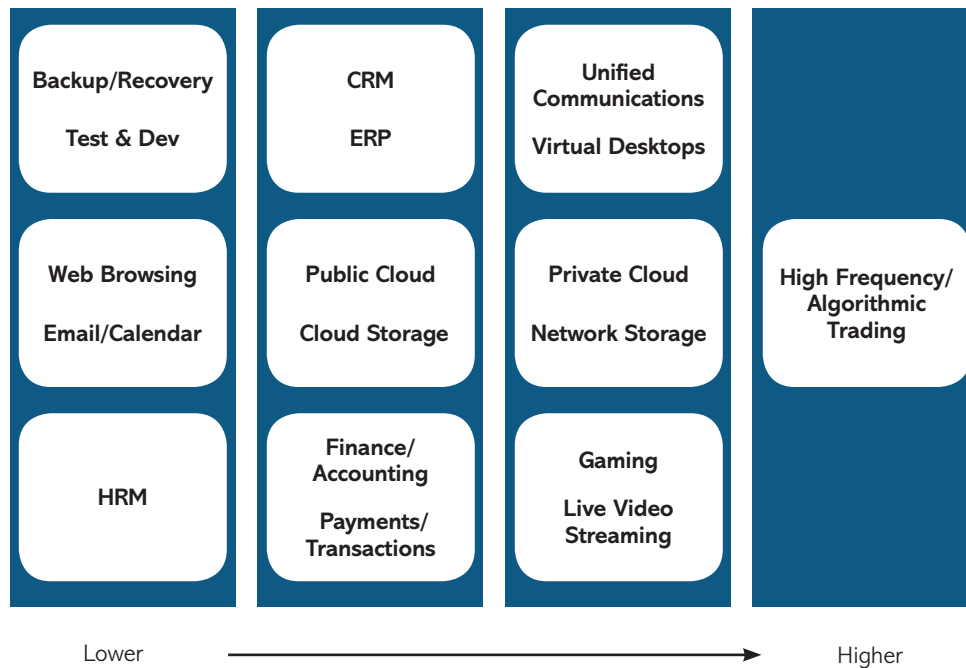 Backup/Recovery
Test & Dev
Web Browsing
Email/Calendar
HRM
CRM
ERP
Public Cloud
Cloud Storage
Finance/
Accounting
Payments/
Transactions
Unified
Communications
Virtual Desktops
Private Cloud
Network Storage
Gaming
Live Video
Streaming
High Frequency/
Algorithmic
Trading
Lower
Higher